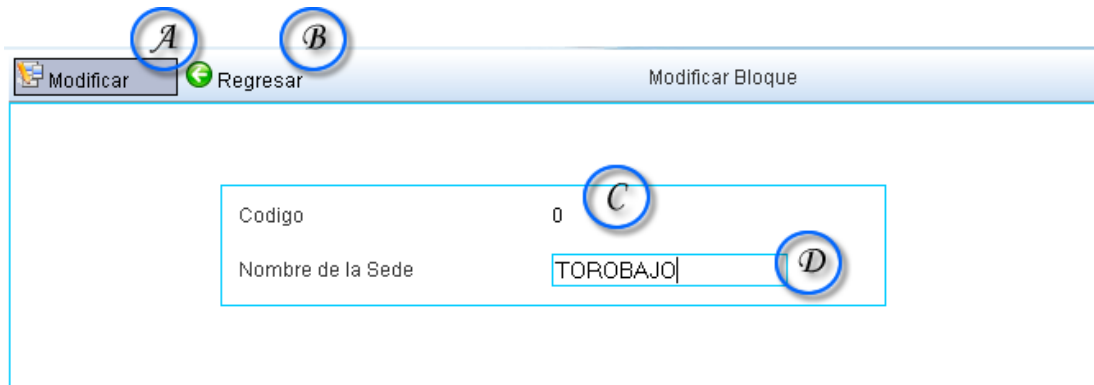 A B
Modificar Regresar Modificar Bloque
Codigo 0 C
Nombre de la Sede TOROBAJO D